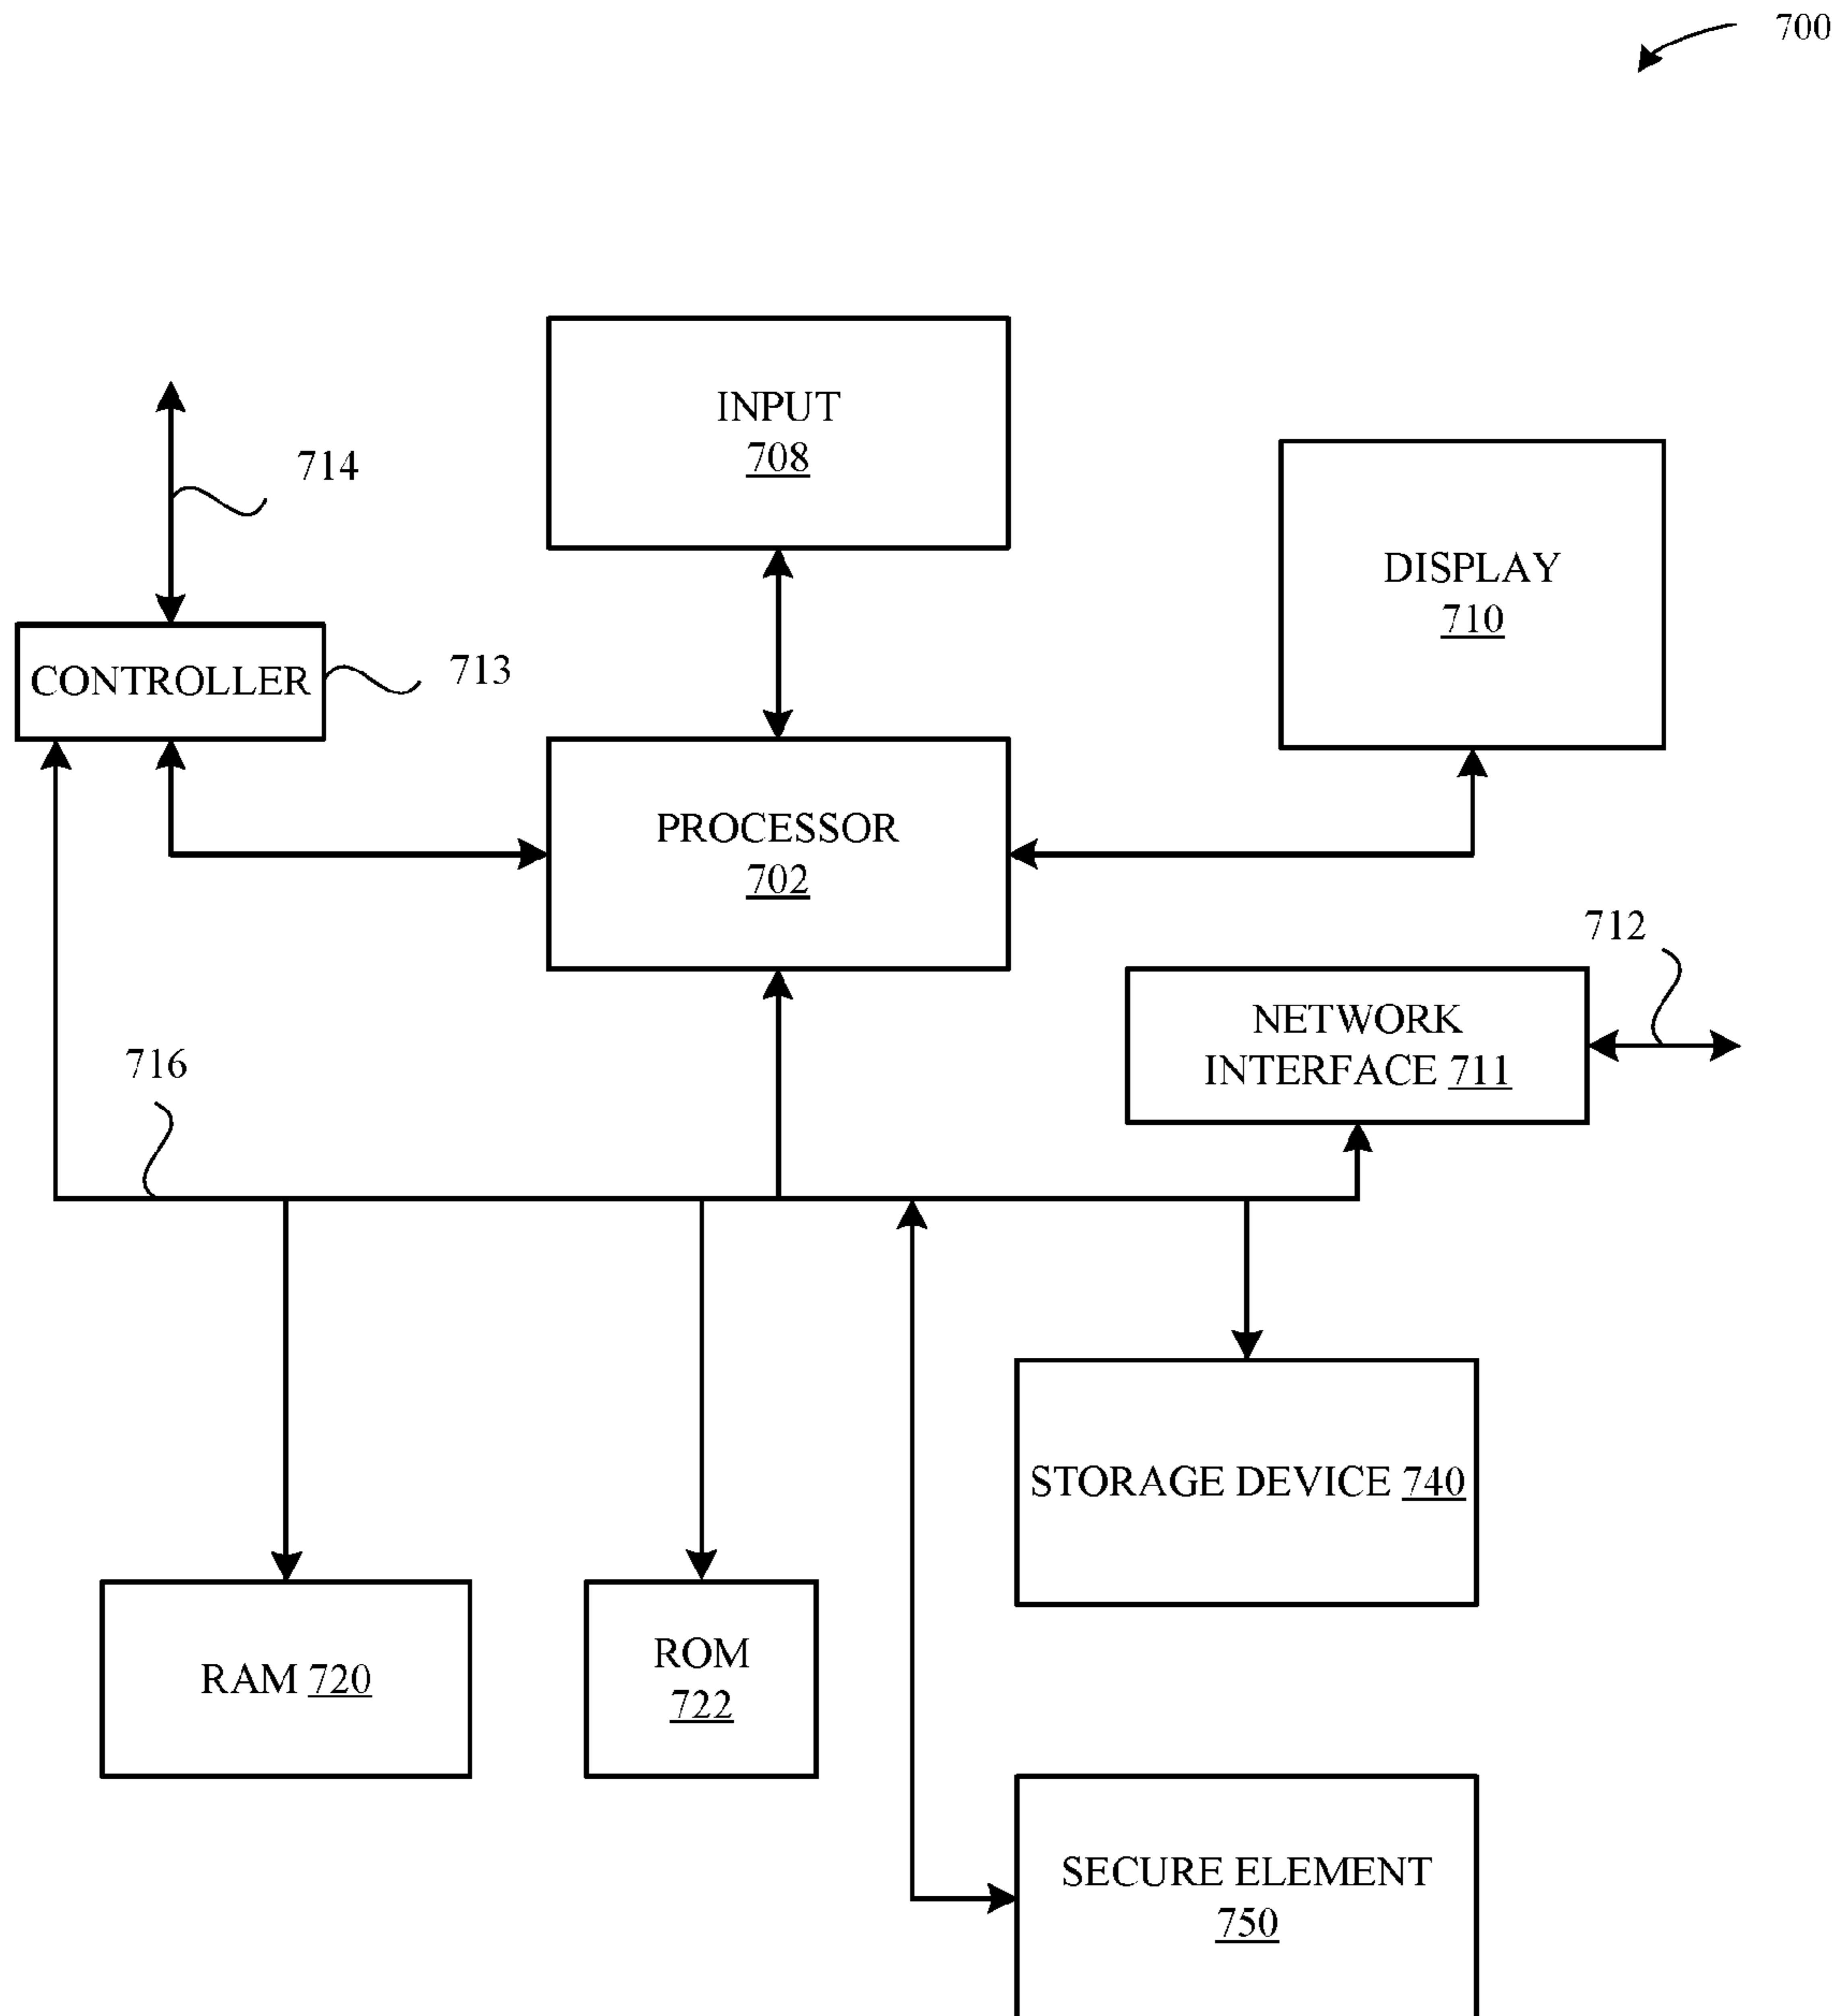 700
INPUT
708
714
DISPLAY
710
CONTROLLER
713
PROCESSOR
702
712
NETWORK
INTERFACE 711
716
STORAGE DEVICE 740
RAM 720
ROM
722
SECURE ELEMENT
750